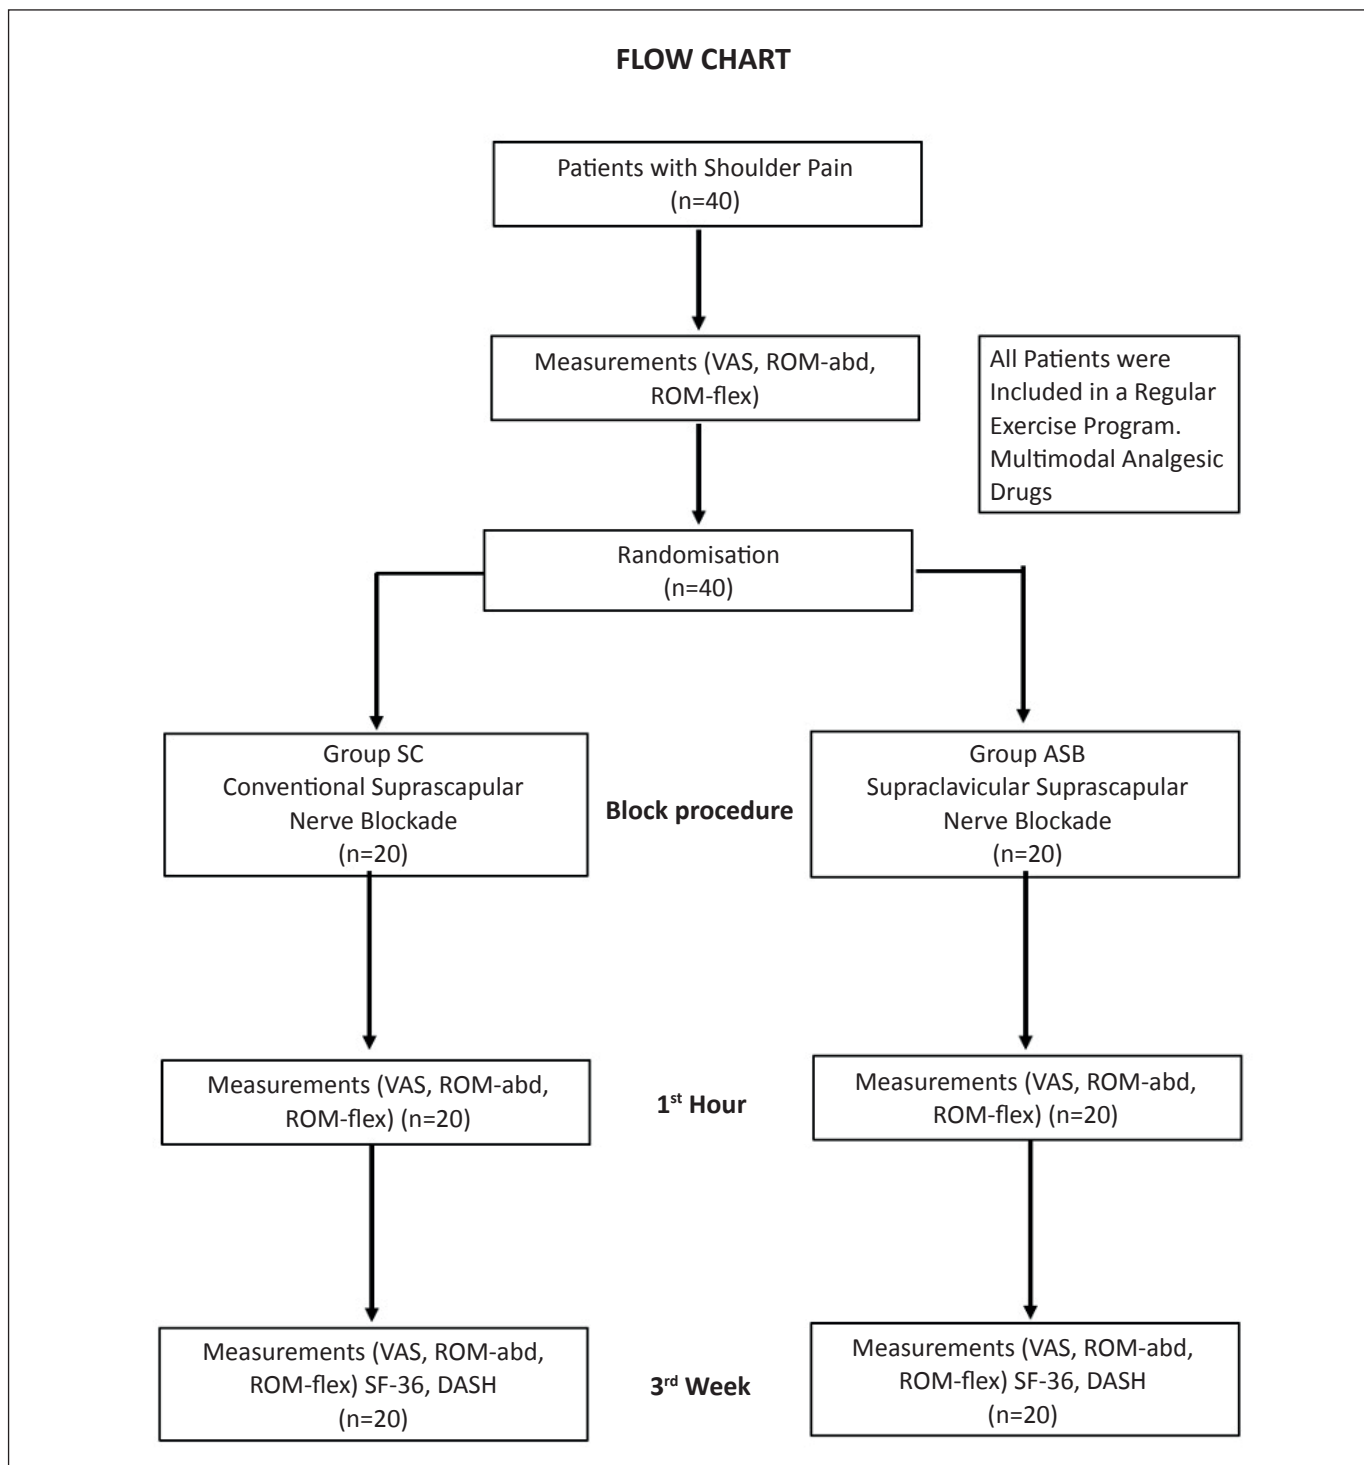 FLOW CHART
Patients with Shoulder Pain
(n=40)
Measurements (VAS, ROM-abd,
ROM-flex)
All Patients were
Included in a Regular
Exercise Program.
Multimodal Analgesic
Drugs
Randomisation
(n=40)
Group SC
Conventional Suprascapular
Nerve Blockade
(n=20)
Block procedure
Group ASB
Supraclavicular Suprascapular
Nerve Blockade
(n=20)
Measurements (VAS, ROM-abd,
ROM-flex) (n=20)
1st Hour
Measurements (VAS, ROM-abd,
ROM-flex) (n=20)
Measurements (VAS, ROM-abd,
ROM-flex) SF-36, DASH
(n=20)
3rd Week
Measurements (VAS, ROM-abd,
ROM-flex) SF-36, DASH
(n=20)